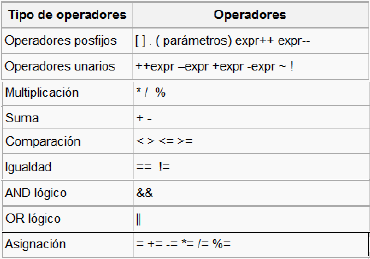 Tipo de operadores Operadores
Operadores posfijos [ ] . ( parámetros) expr++ expr--
Operadores unarios ++expr –expr +expr -expr ~ !
Multiplicación * / %
Suma + -
Comparación < > <= >=
Igualdad == !=
AND lógico &&
OR lógico ||
Asignación = += -= *= /= %=